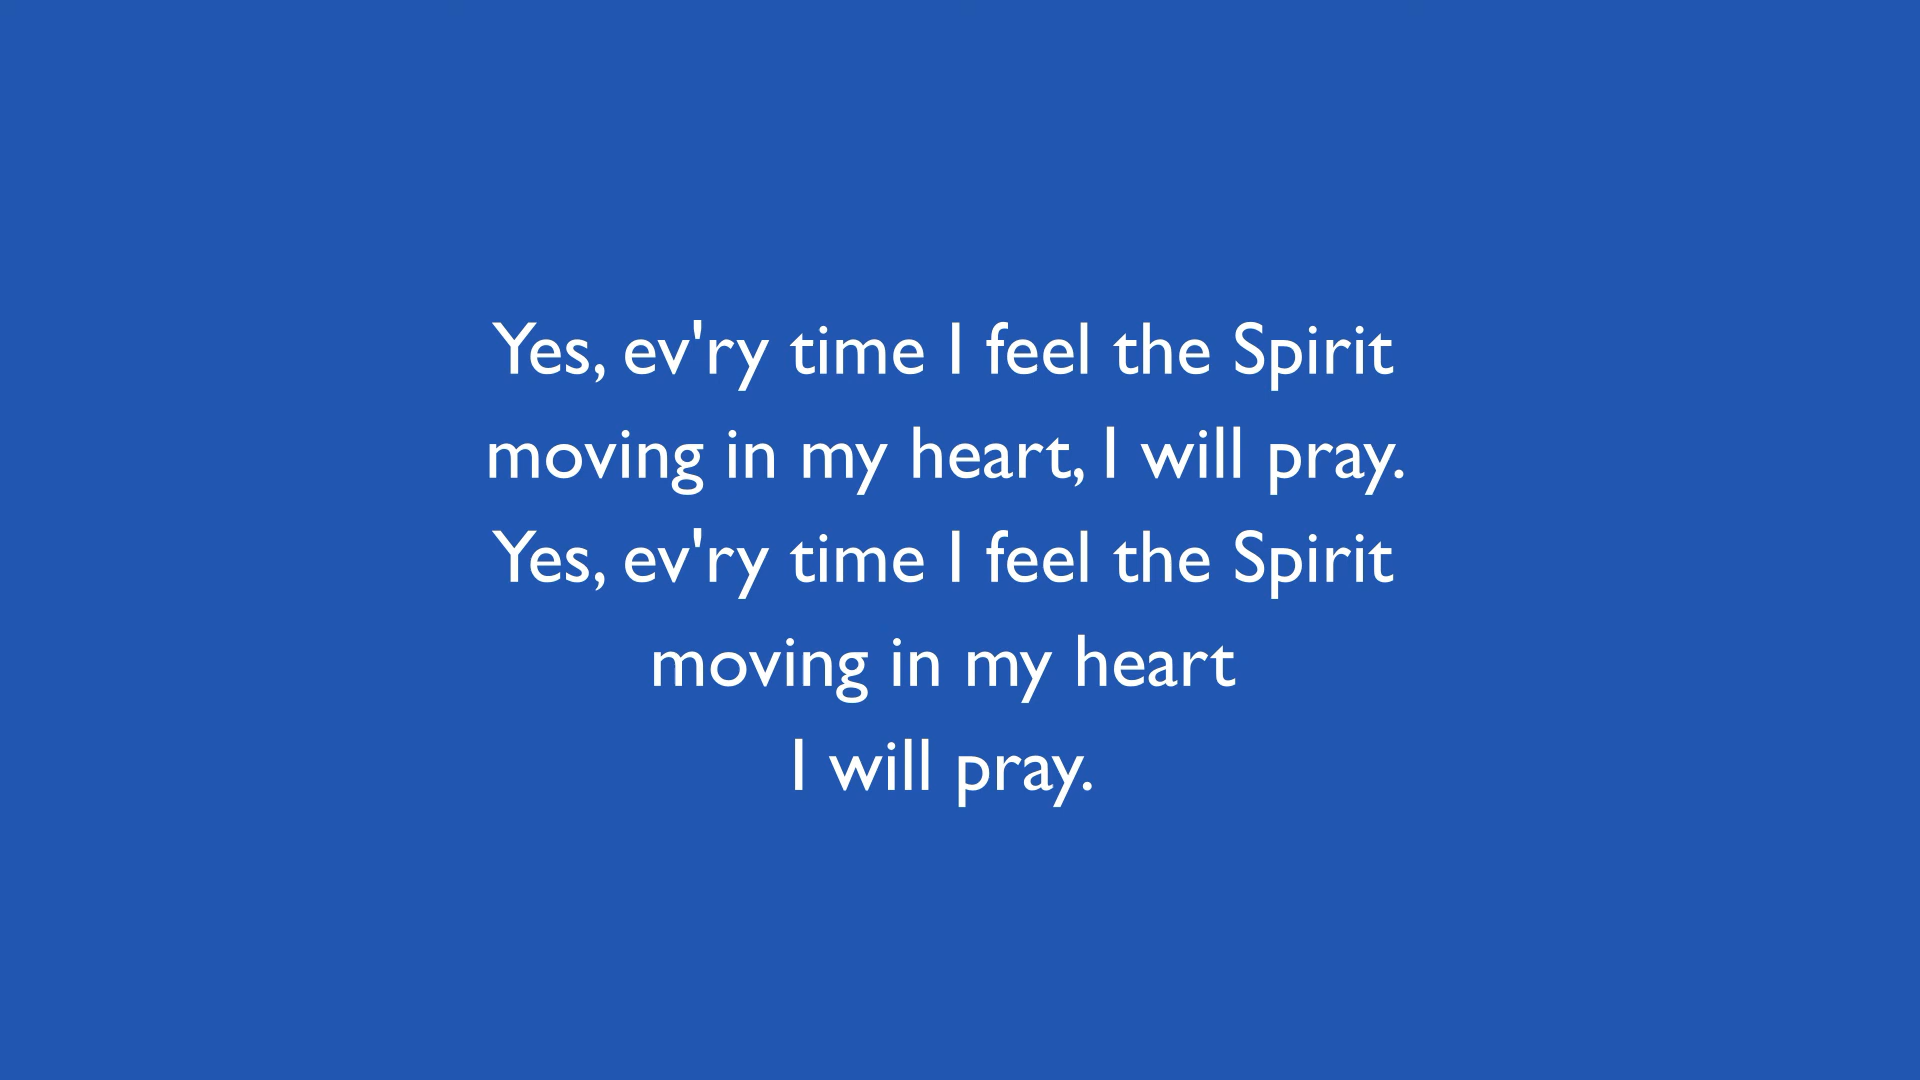 Yes, ev'ry time I feel the Spirit
moving in my heart, I will pray.
Yes, ev'ry time I feel the Spirit
moving in my heart
I will pray.